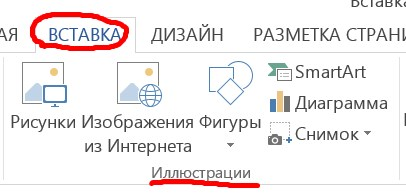 Вставка
АЯ ВСТАВКА ДИЗАЙН РАЗМЕТКА СТРАНИ
Рисунки Изображения из Интернета Фигуры
SmartArt
Диаграмма
Снимок
Иллюстрации